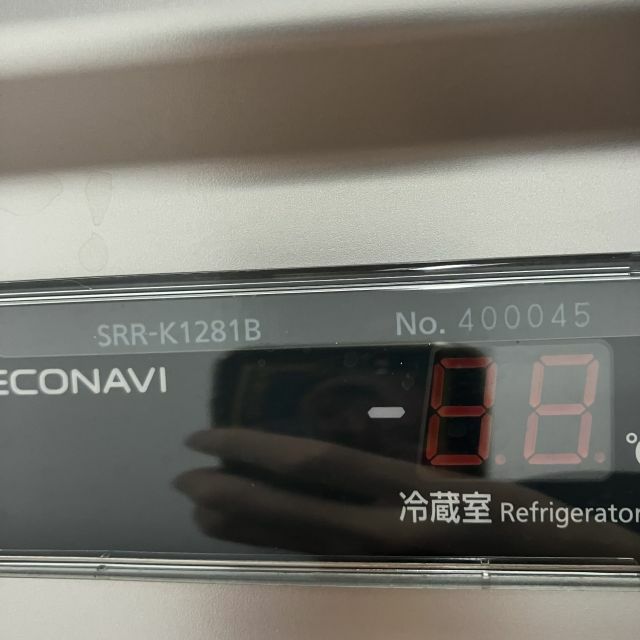 SRR-K1281B No. 400045
ECONAVI
冷蔵室 Refrigerator